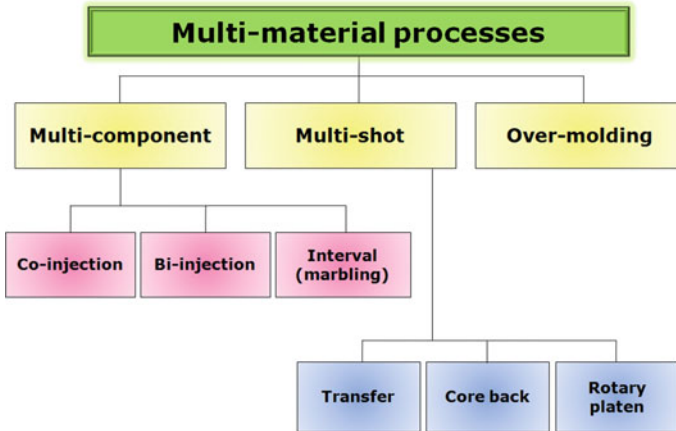 Multi-material processes
Multi-component
Multi-shot
Over-molding
Co-injection
Bi-injection
Interval
(marbling)
Transfer
Core back
Rotary
platen